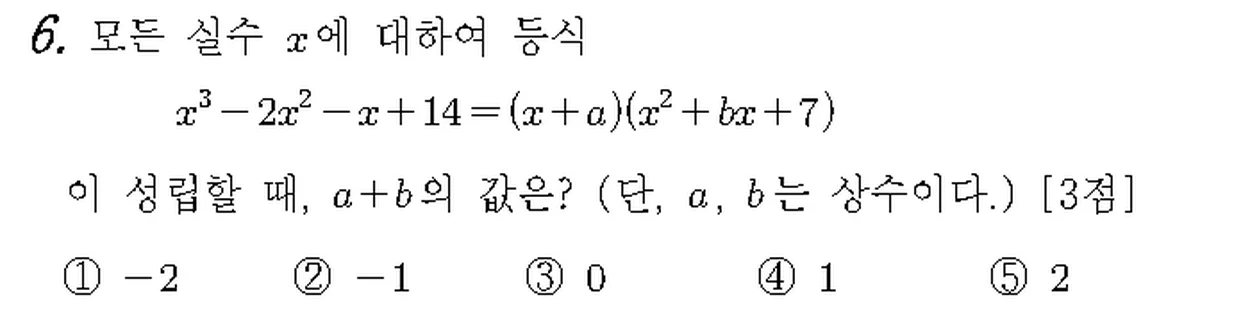 6. 모든 실수 x에 대하여 등식
x³-2x²-x+14=(x+a)(x²+bx+7)
이 성립할 때, a+b의 값은? (단, a, b는 상수이다.) [3점]
① -2 ② -1 ③ 0 ④ 1 ⑤ 2